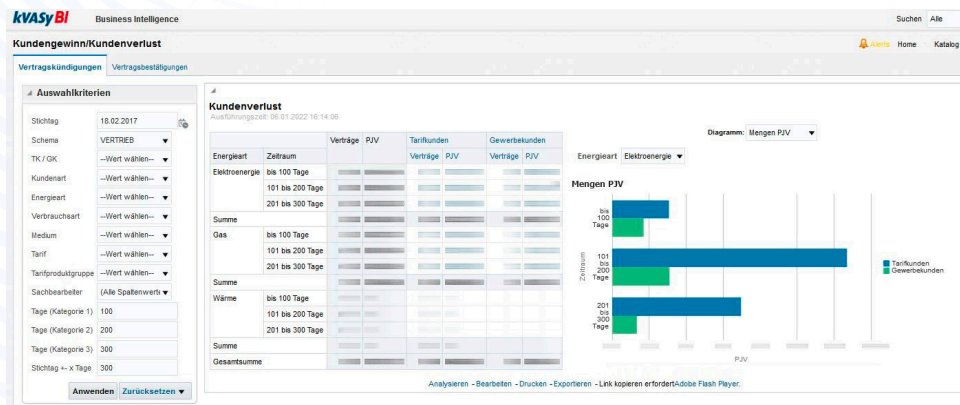 kVASy BI Business Intelligence Suchen Alle
Kundengewinn/Kundenverlust Alerts Home Katalog
Vertragskündigungen Vertragsbestätigungen
Auswahlkriterien
Stichtag 18.02.2017
Schema VERTRIEB
TK / GK --Wert wählen--
Kundenart --Wert wählen--
Energieart --Wert wählen--
Verbrauchsart --Wert wählen--
Medium --Wert wählen--
Tarif --Wert wählen--
Tarifproduktgruppe --Wert wählen--
Sachbearbeiter (Alle Spaltenwerte
Tage (Kategorie 1) 100
Tage (Kategorie 2) 200
Tage (Kategorie 3) 300
Stichtag +- x Tage 300
Anwenden Zurücksetzen
Kundenverlust
Ausführungszeit: 06.01.2022 16:14:06
Verträge PJV Tarifkunden Gewerbekunden
Energieart Zeitraum Verträge PJV Verträge PJV
Elektroenergie bis 100 Tage
101 bis 200 Tage
201 bis 300 Tage
Summe
Gas bis 100 Tage
101 bis 200 Tage
201 bis 300 Tage
Summe
Wärme bis 100 Tage
101 bis 200 Tage
201 bis 300 Tage
Summe
Gesamtsumme
Diagramm: Mengen PJV
Energieart Elektroenergie
Mengen PJV
Zeitraum
bis
100
Tage
101
bis
200
Tage
201
bis
300
Tage
PJV
Tarifkunden
Gewerbekunden
Analysieren - Bearbeiten - Drucken - Exportieren - Link kopieren erfordertAdobe Flash Player.